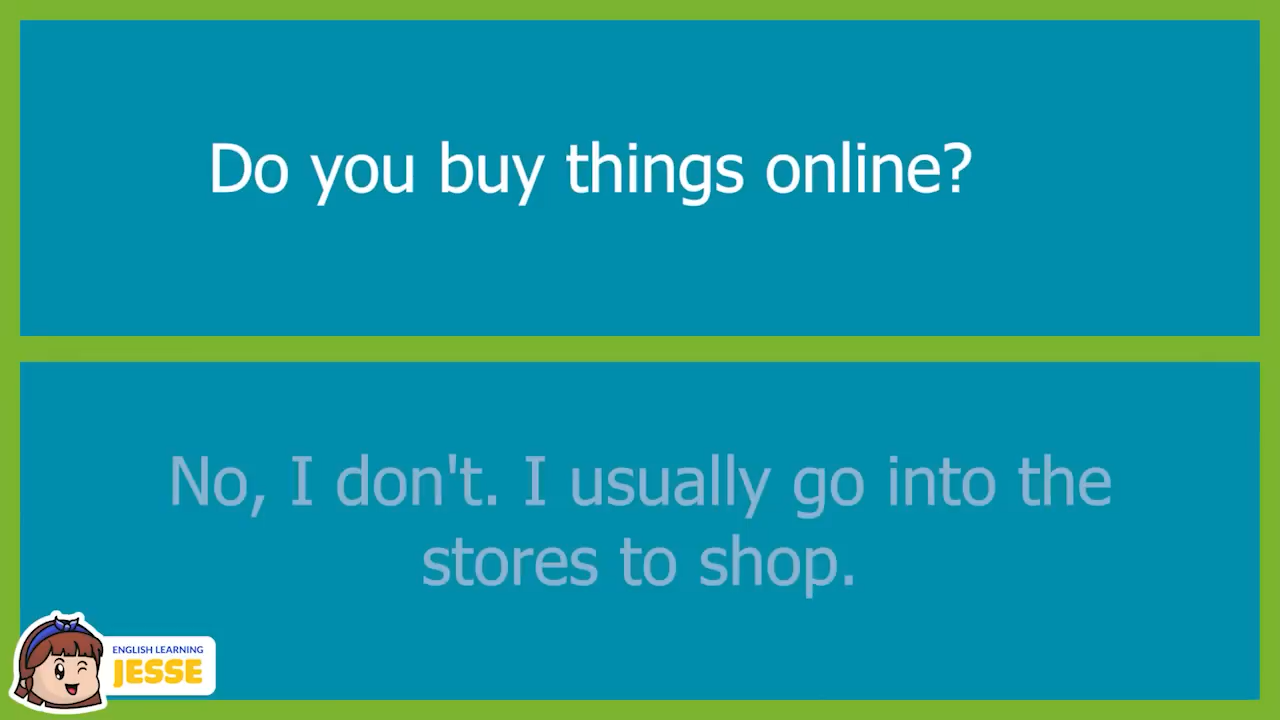 Do you buy things online?
No, I don't. I usually go into the
stores to shop.
ENGLISH LEARNING
JESSE